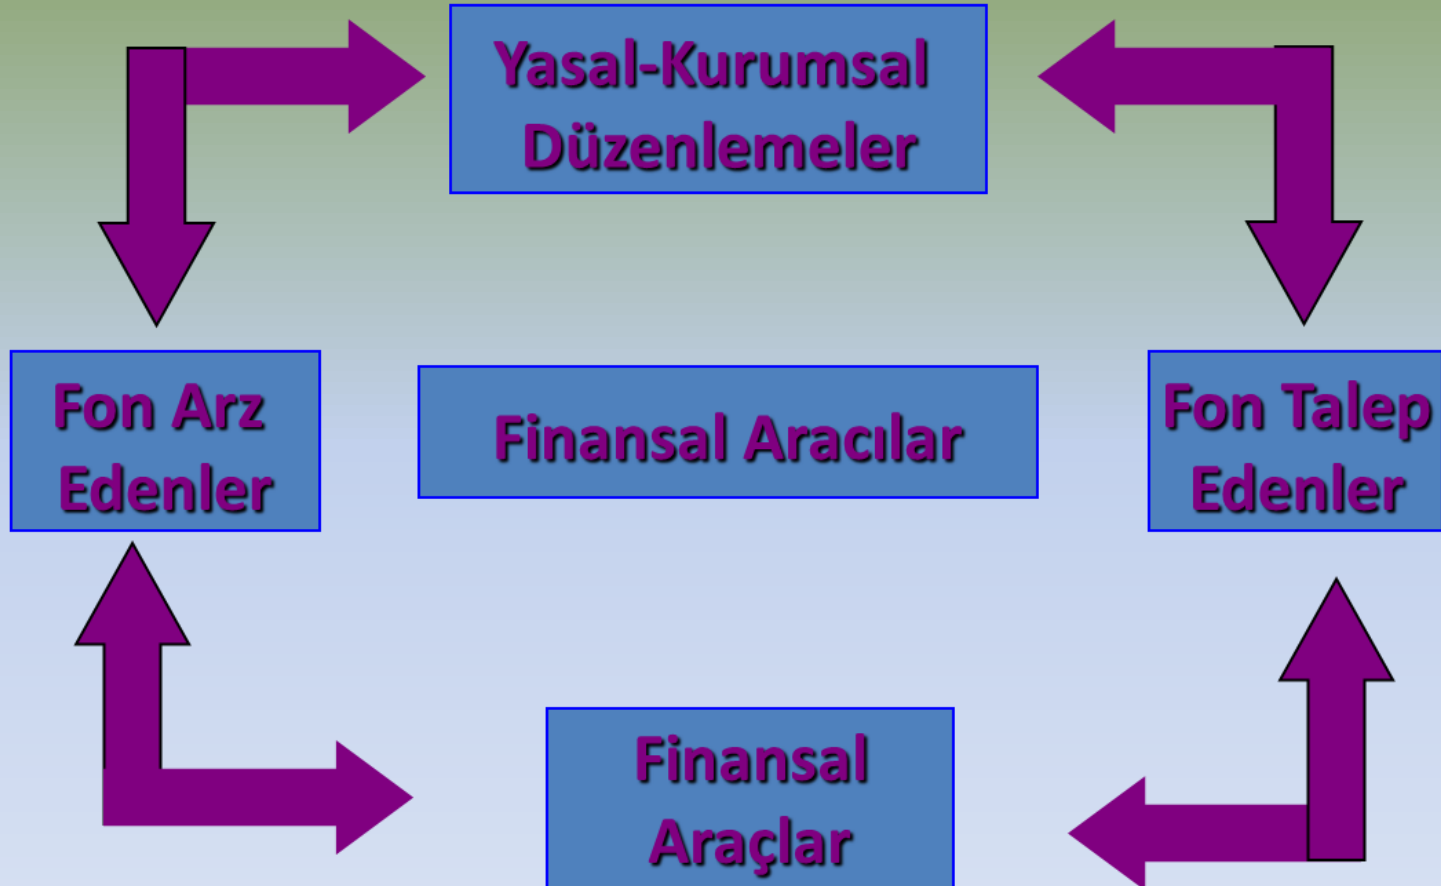 Yasal-Kurumsal
Düzenlemeler
Fon Arz
Edenler
Finansal Aracılar
Fon Talep
Edenler
Finansal
Araçlar